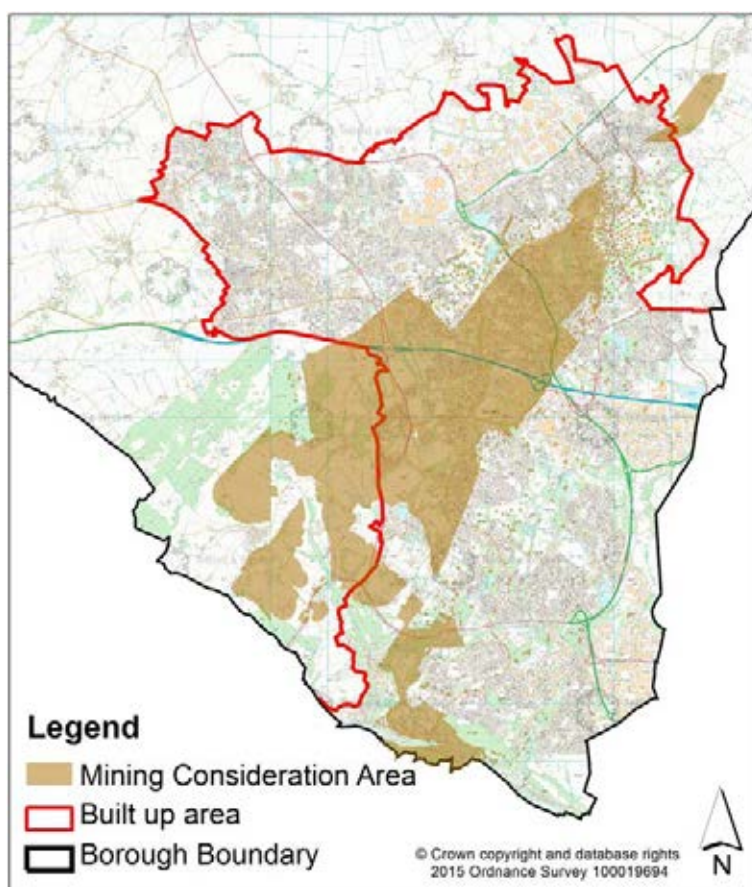 Legend
Mining Consideration Area
Built up area
Borough Boundary
© Crown copyright and database rights
2015 Ordnance Survey 100019694
N